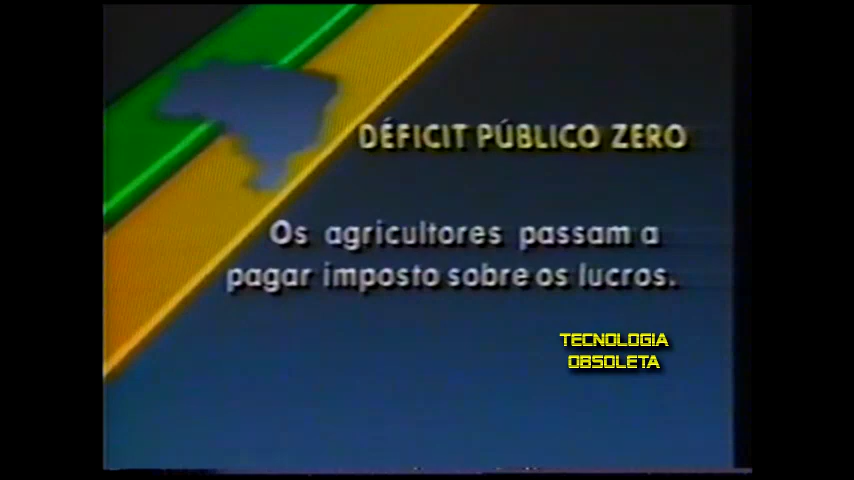 DÉFICIT PÚBLICO ZERO
Os agricultores passam a
pagar imposto sobre os lucros.
TECNOLOGIA
OBSOLETA